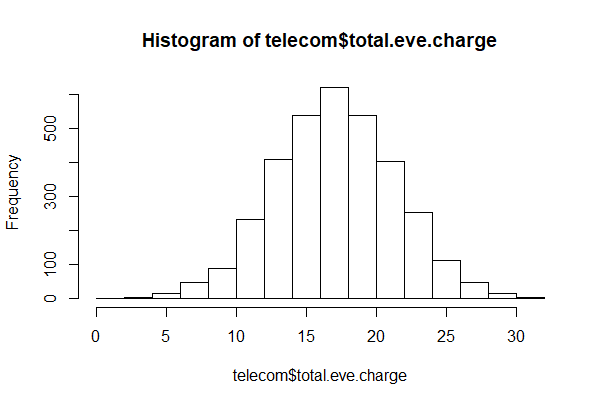 Histogram of telecom$total.eve.charge
Frequency
500
300
100
0
0 5 10 15 20 25 30
telecom$total.eve.charge